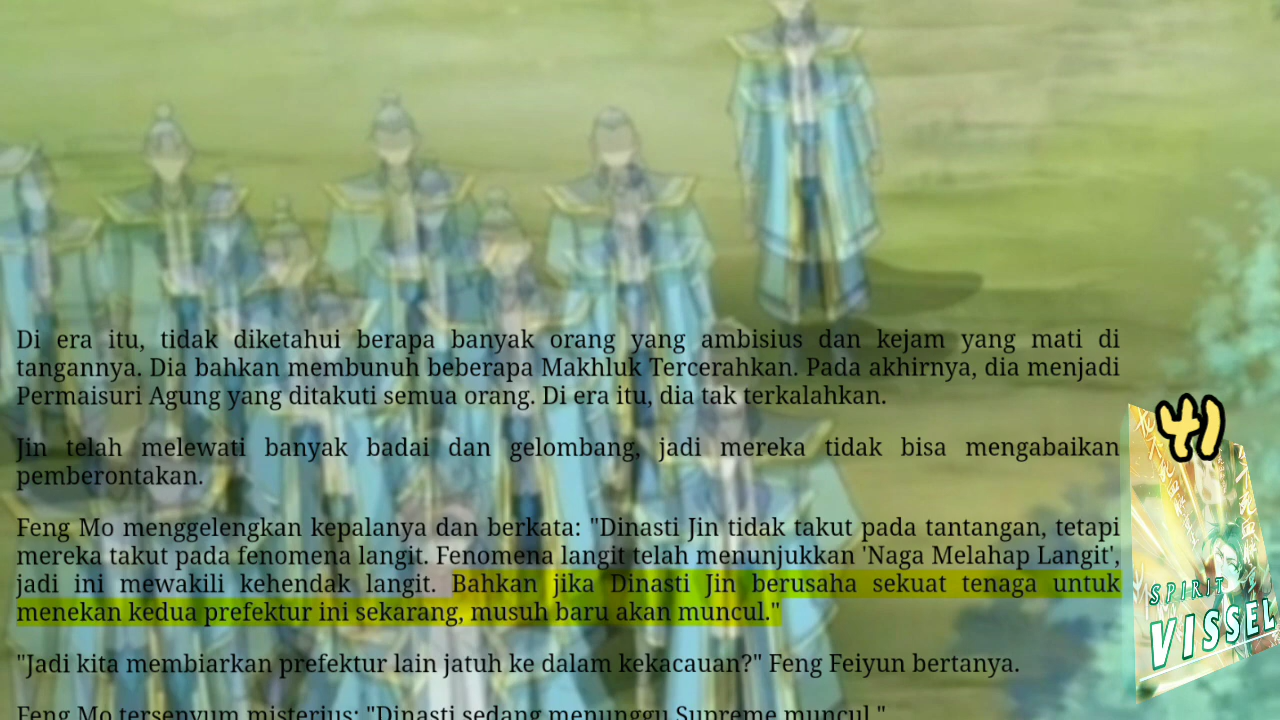 Di era itu, tidak diketahui berapa banyak orang yang ambisius dan kejam yang mati di
tangannya. Dia bahkan membunuh beberapa Makhluk Tercerahkan. Pada akhirnya, dia menjadi
Permaisuri Agung yang ditakuti semua orang. Di era itu, dia tak terkalahkan.
Jin telah melewati banyak badai dan gelombang, jadi mereka tidak bisa mengabaikan
pemberontakan.
Feng Mo menggelengkan kepalanya dan berkata: "Dinasti Jin tidak takut pada tantangan, tetapi
mereka takut pada fenomena langit. Fenomena langit telah menunjukkan 'Naga Melahap Langit',
jadi ini mewakili kehendak langit. Bahkan jika Dinasti Jin berusaha sekuat tenaga untuk
menekan kedua prefektur ini sekarang, musuh baru akan muncul."
"Jadi kita membiarkan prefektur lain jatuh ke dalam kekacauan?" Feng Feiyun bertanya.
Feng Mo tersenyum misterius: "Dinasti sedang menunggu Supreme muncul."
41
SPIRIT
VISSEL